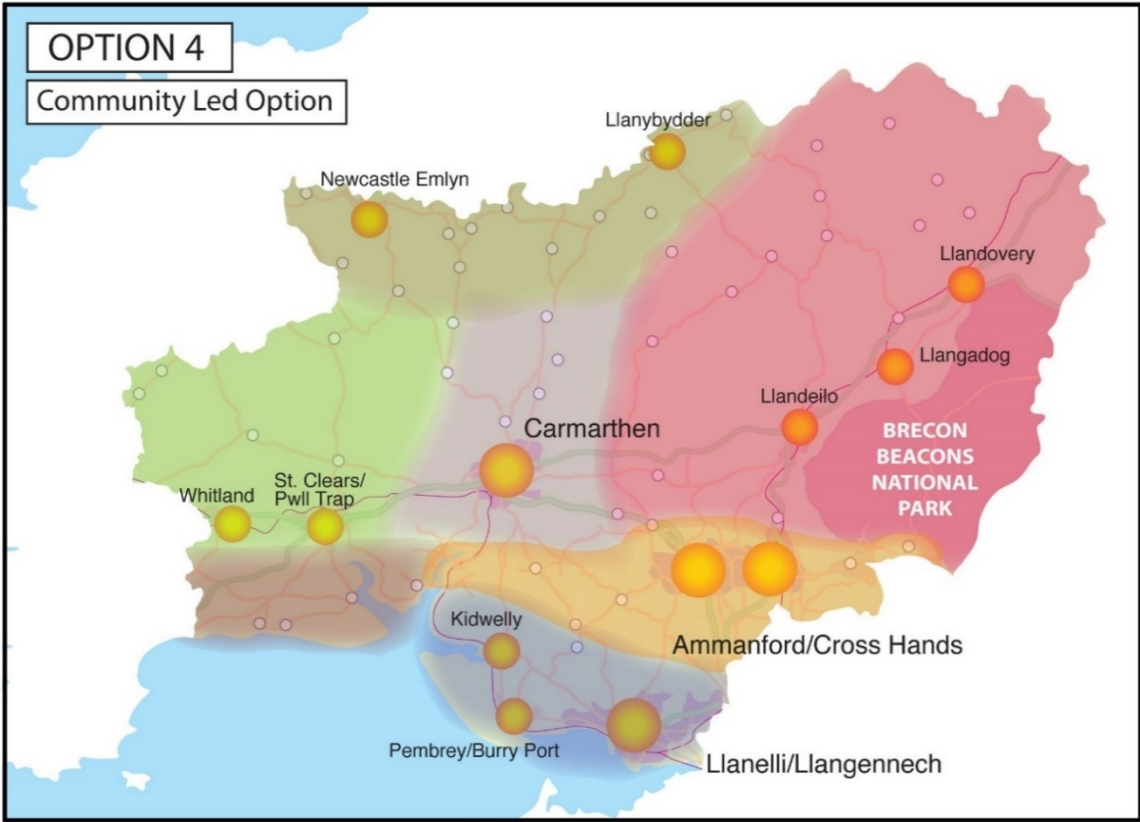 OPTION 4
Community Led Option
Llanybydder
Newcastle Emlyn
Llandovery
Llangadog
Llandeilo
Carmarthen
BRECON
BEACONS
NATIONAL
PARK
St. Clears/
Pwll Trap
Whitland
Kidwelly
Ammanford/Cross Hands
Pembrey/Burry Port
Llanelli/Llangennech